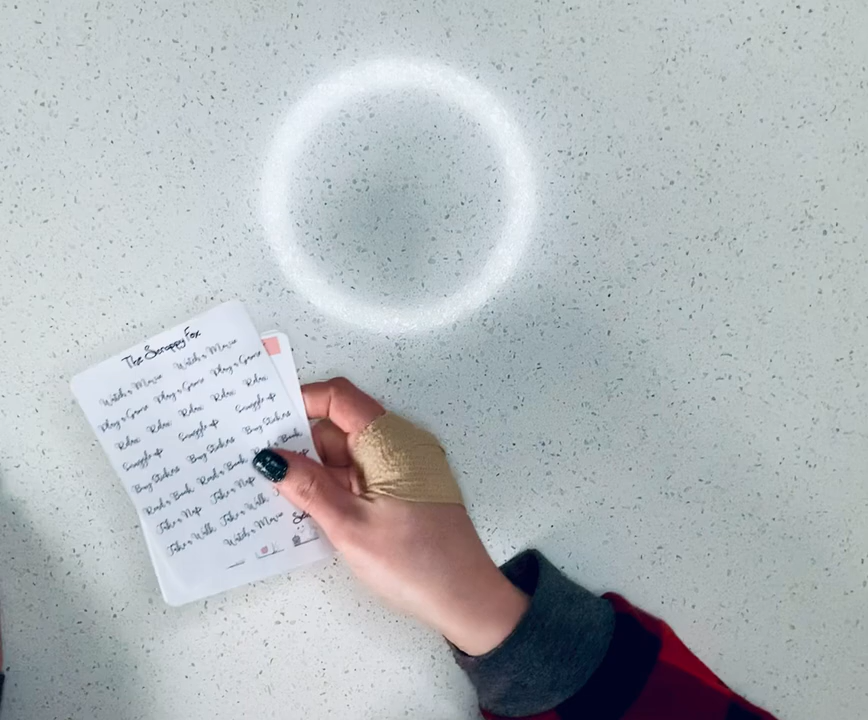 The Scrappy Fox
Watch a Movie Watch a Movie
Play a Game Play a Game Play a Game
Relax Relax Relax Relax Relax
Snuggle up Snuggle up Snuggle up
Buy Stickers Buy Stickers Buy Stickers
Read a Book Read a Book Read a Book
Take a Nap Take a Nap
Take a Walk Take a Walk
Watch a Movie